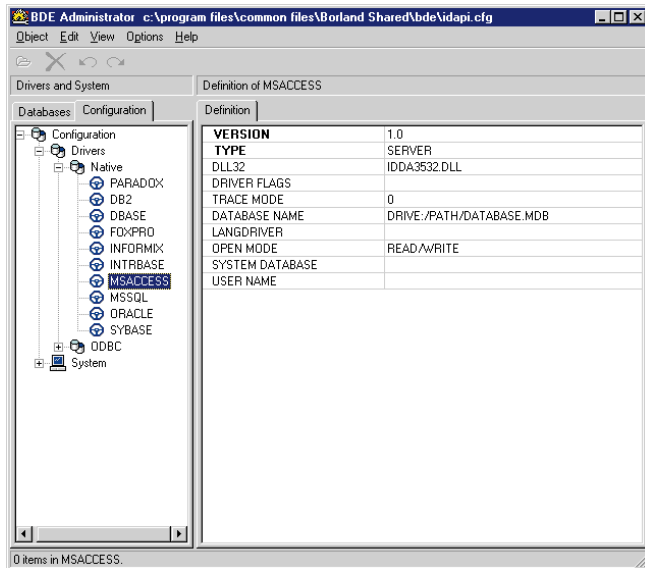 BDE Administrator c:\program files\common files\Borland Shared\bde\idapi.cfg
Object Edit View Options Help
Drivers and System
Definition of MSACCESS
Databases Configuration
Definition
Configuration
Drivers
Native
PARADOX
DB2
DBASE
FOXPRO
INFORMIX
INTRBASE
MSACCESS
MSSQL
ORACLE
SYBASE
ODBC
System
VERSION 1.0
TYPE SERVER
DLL32 IDDA3532.DLL
DRIVER FLAGS
TRACE MODE 0
DATABASE NAME DRIVE:/PATH/DATABASE.MDB
LANGDRIVER
OPEN MODE READ/WRITE
SYSTEM DATABASE
USER NAME
0 items in MSACCESS.